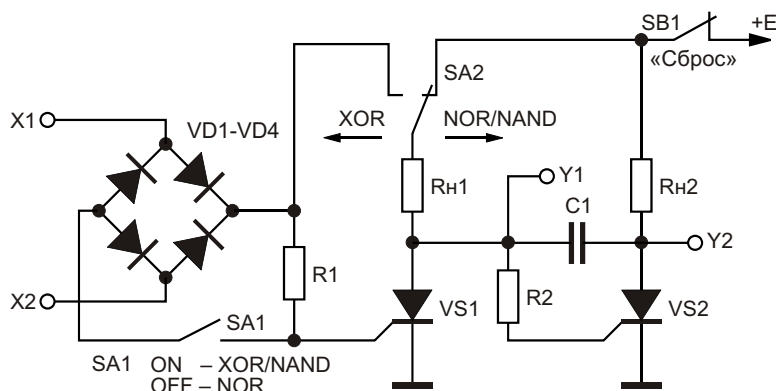 SB1
+E
«Сброс»
SA2
X1
VD1-VD4
XOR
NOR/NAND
Rн1
Y1
C1
Rн2
Y2
R1
R2
VS1
VS2
X2
SA1
SA1 ON – XOR/NAND
OFF – NOR